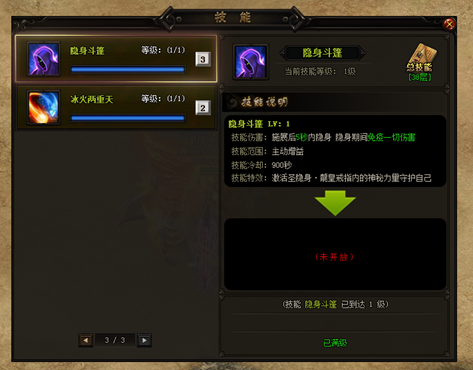 技 能
隐身斗篷 等级: (1/1) 3
冰火两重天 等级: (1/1) 2
3 / 3
隐身斗篷
当前技能等级: 1级
总技能
[30层]
技能说明
隐身斗篷 LV: 1
技能伤害: 施展后5秒内隐身 隐身期间免疫一切伤害
技能范围: 主动增益
技能冷却: 900秒
技能特效: 激活圣隐身·戒指内的神秘力量守护自己
(未开放)
(技能 隐身斗篷 已到达 1 级)
已满级